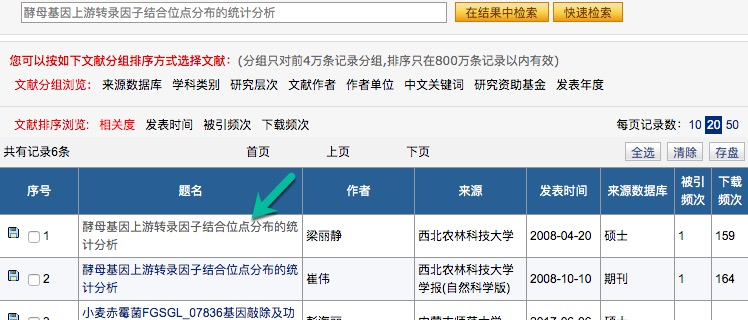 酵母基因上游转录因子结合位点分布的统计分析 在结果中检索 快速检索
您可以按如下文献分组排序方式选择文献：(分组只对前4万条记录分组,排序只在800万条记录以内有效)
文献分组浏览： 来源数据库 学科类别 研究层次 文献作者 作者单位 中文关键词 研究资助基金 发表年度
文献排序浏览： 相关度 发表时间 被引频次 下载频次 每页记录数： 10 20 50
共有记录6条 首页 上页 下页 全选 清除 存盘
序号 题名 作者 来源 发表时间 来源数据库 被引频次 下载频次
1 酵母基因上游转录因子结合位点分布的统计分析 梁丽静 西北农林科技大学 2008-04-20 硕士 1 159
2 酵母基因上游转录因子结合位点分布的统计分析 崔伟 西北农林科技大学学报(自然科学版) 2008-10-10 期刊 1 164
小麦赤霉菌FGSGL_07836基因敲除及功